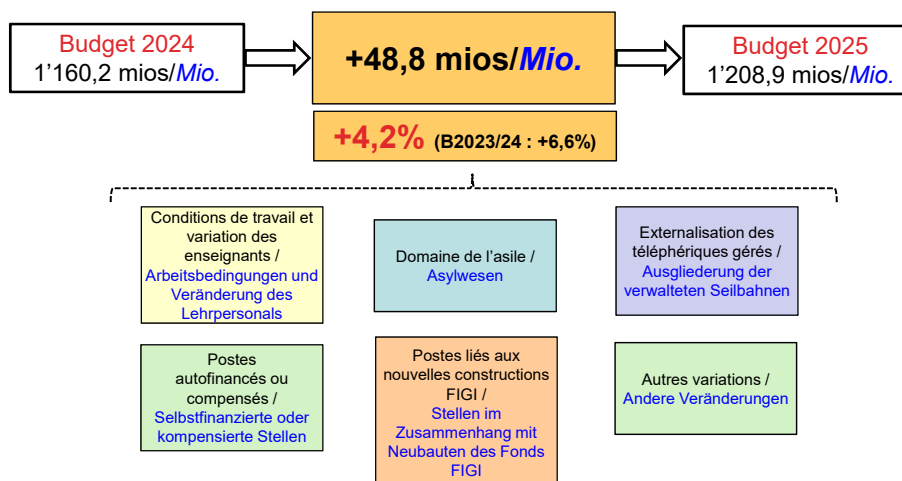 Budget 2024
1’160,2 mios/Mio.
+48,8 mios/Mio.
Budget 2025
1’208,9 mios/Mio.
+4,2% (B2023/24 : +6,6%)
Conditions de travail et
variation des
enseignants /
Arbeitsbedingungen und
Veränderung des
Lehrpersonals
Domaine de l’asile /
Asylwesen
Externalisation des
téléphériques gérés /
Ausgliederung der
verwalteten Seilbahnen
Postes
autofinancés ou
compensés /
Selbstfinanzierte oder
kompensierte Stellen
Postes liés aux
nouvelles constructions
FIGI /
Stellen im
Zusammenhang mit
Neubauten des Fonds
FIGI
Autres variations /
Andere Veränderungen